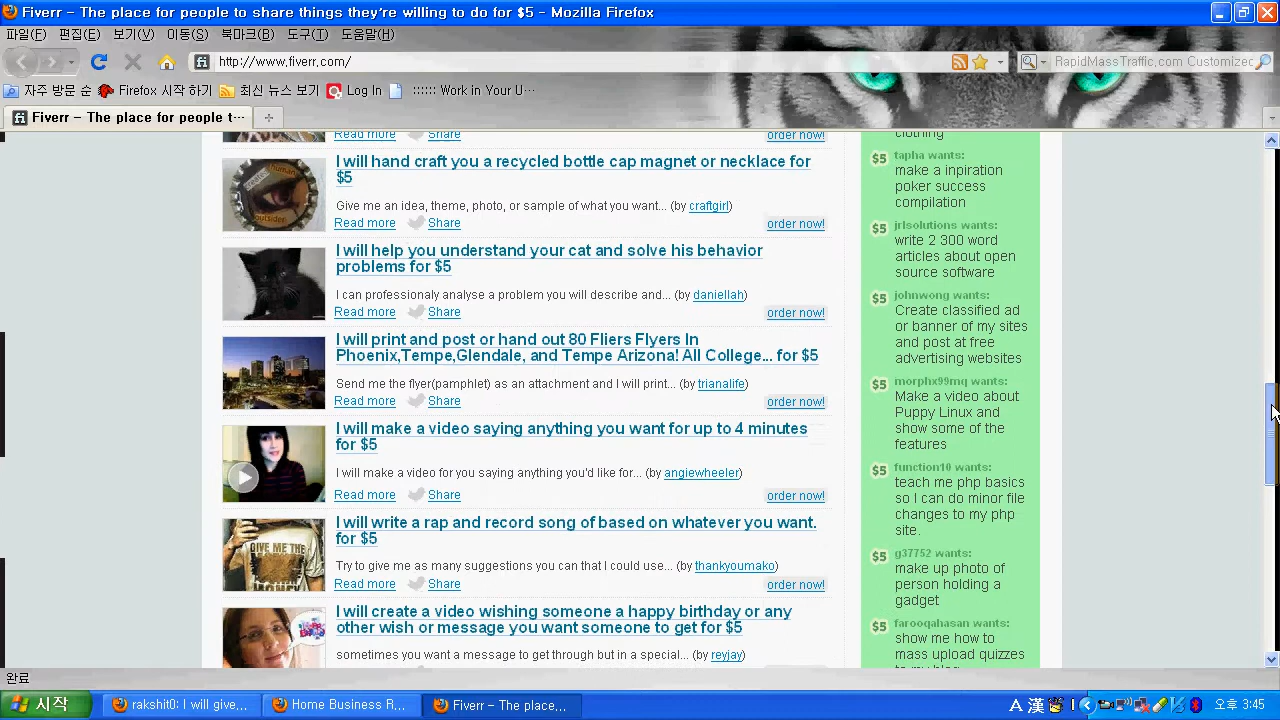 Fiverr - The place for people to share things they're willing to do for $5 - Mozilla Firefox
파일(F) 편집(E) 보기(V) 이동(S) 북마크(B) 도구(T) 도움말(H)
fi http://www.fiverr.com/ RapidMassTraffic.com Customizec
자주 방문 순 Firefox 시작 하기 최신 뉴스 보기 Log In :::::: Work in Your U...
fi Fiverr - The place for people t...
Read more Share order now!
I will hand craft you a recycled bottle cap magnet or necklace for
$5
Give me an idea, theme, photo, or sample of what you want... (by craftgirl)
Read more Share order now!
I will help you understand your cat and solve his behavior
problems for $5
I can professionaly analyse a problem you will describe and... (by daniellah)
Read more Share order now!
I will print and post or hand out 80 Fliers Flyers In
Phoenix,Tempe,Glendale, and Tempe Arizona! All College... for $5
Send me the flyer(pamphlet) as an attachment and I will print... (by trianalife)
Read more Share order now!
I will make a video saying anything you want for up to 4 minutes
for $5
I will make a video for you saying anything you'd like for... (by angiewheeler)
Read more Share order now!
GIVE ME THE
I will write a rap and record song of based on whatever you want.
for $5
Try to give me as many suggestions you can that I could use... (by thankyoumako)
Read more Share order now!
I will create a video wishing someone a happy birthday or any
other wish or message you want someone to get for $5
sometimes you want a message to get through but in a special... (by reyjay)
clothing
$5 tapha wants:
make a inpiration
poker success
compilation
$5 jrlsolutions wants:
write 2 300 word
articles about open
source software
$5 johnwong wants:
Create classified ad
or banner of my sites
and post at free
advertising websites
$5 morphx99mq wants:
Make a video about
Puppy Linux and
show some of the
features
$5 function10 wants:
teach me php basics
so I can do minor file
changes to my php
site.
$5 g37752 wants:
make up photo of
person holding a
gadget
$5 farooqahasan wants:
show me how to
mass upload quizzes
완료
시작 rakshit0: I will give... Home Business R... Fiverr - The place... A 漢 오후 3:45